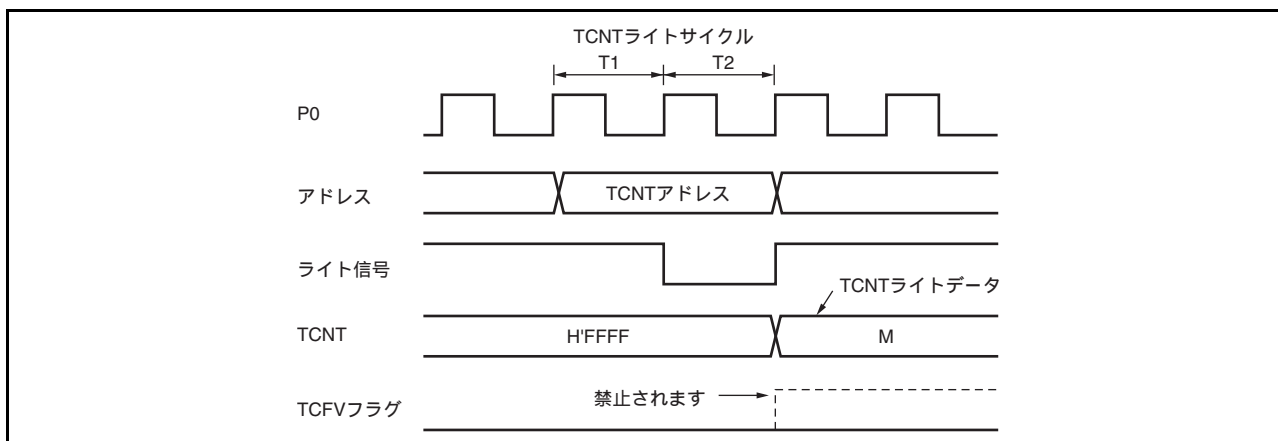 TCNTライトサイクル
T1 T2
P0
アドレス TCNTアドレス
ライト信号
TCNTライトデータ
TCNT H'FFFF M
禁止されます
TCFVフラグ